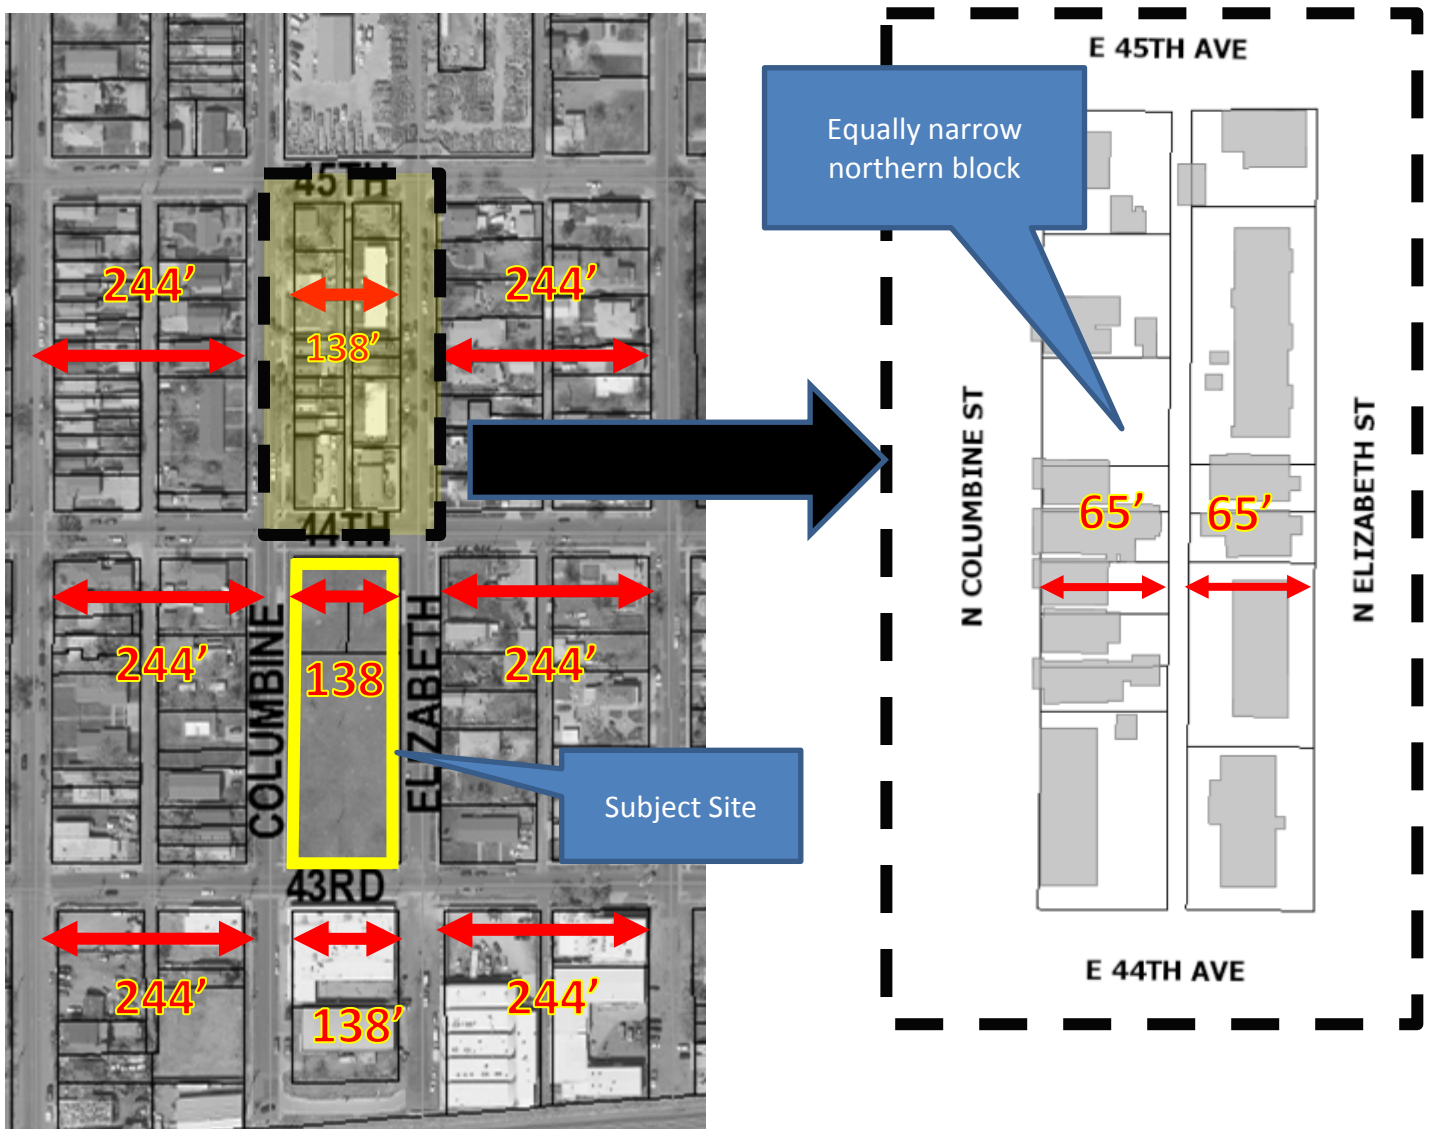 45TH
244’
138’
244’
44TH
244’
138
244’
COLUMBINE
ELIZABETH
Subject Site
43RD
244’
138’
244’
E 45TH AVE
Equally narrow
northern block
N COLUMBINE ST
N ELIZABETH ST
65’
65’
E 44TH AVE